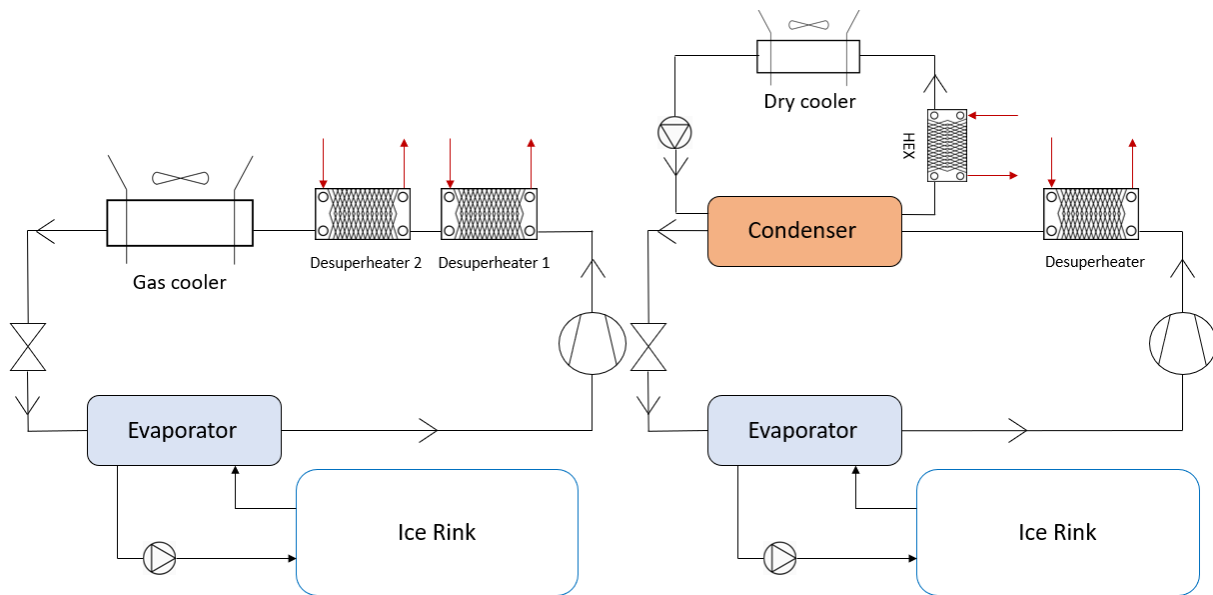 Gas cooler
Desuperheater 2
Desuperheater 1
Evaporator
Ice Rink
Dry cooler
HEX
Condenser
Desuperheater
Evaporator
Ice Rink